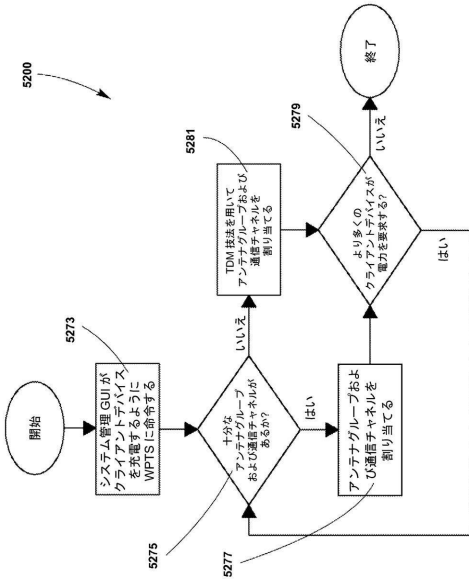 5200
開始
5273
システム管理 GUI が
クライアントデバイス
を充電するように
WPTS に命令する
5275
十分な
アンテナグループ
および通信チャネルが
あるか?
いいえ
はい
5281
TDM 技法を用いて
アンテナグループおよび
通信チャネルを
割り当てる
5277
アンテナグループおよ
び通信チャネルを
割り当てる
5279
より多くの
クライアントデバイスが
電力を要求する?
いいえ
はい
終了